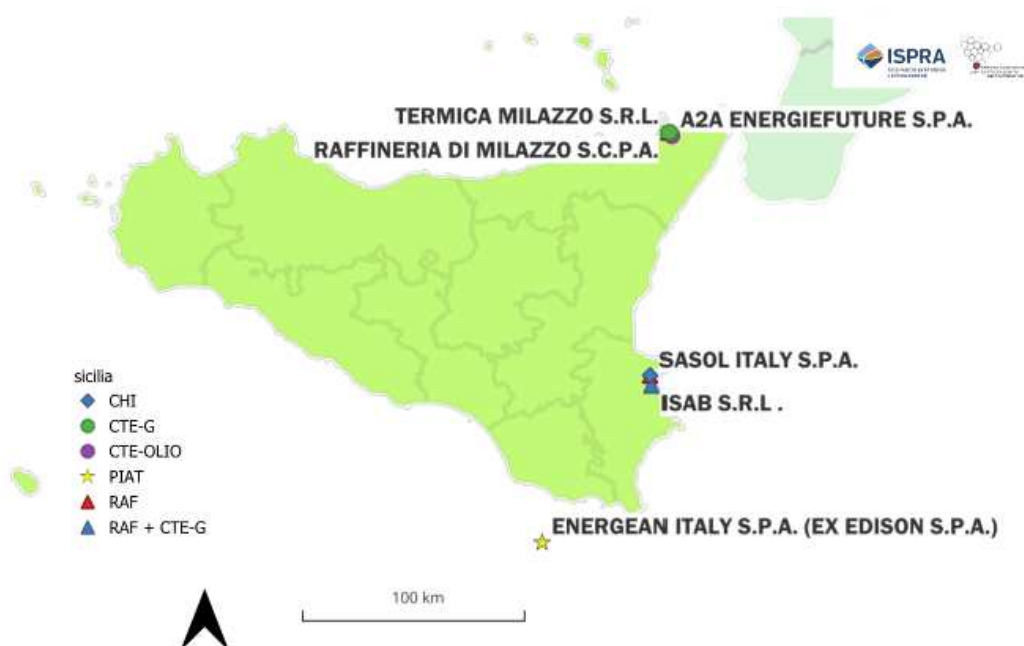 ISPRA
TERMICA MILAZZO S.R.L.
A2A ENERGIEFUTURE S.P.A.
RAFFINERIA DI MILAZZO S.C.P.A.
SASOL ITALY S.P.A.
ISAB S.R.L .
sicilia
CHI
CTE-G
CTE-OLIO
PIAT
RAF
RAF + CTE-G
ENERGEAN ITALY S.P.A. (EX EDISON S.P.A.)
100 km